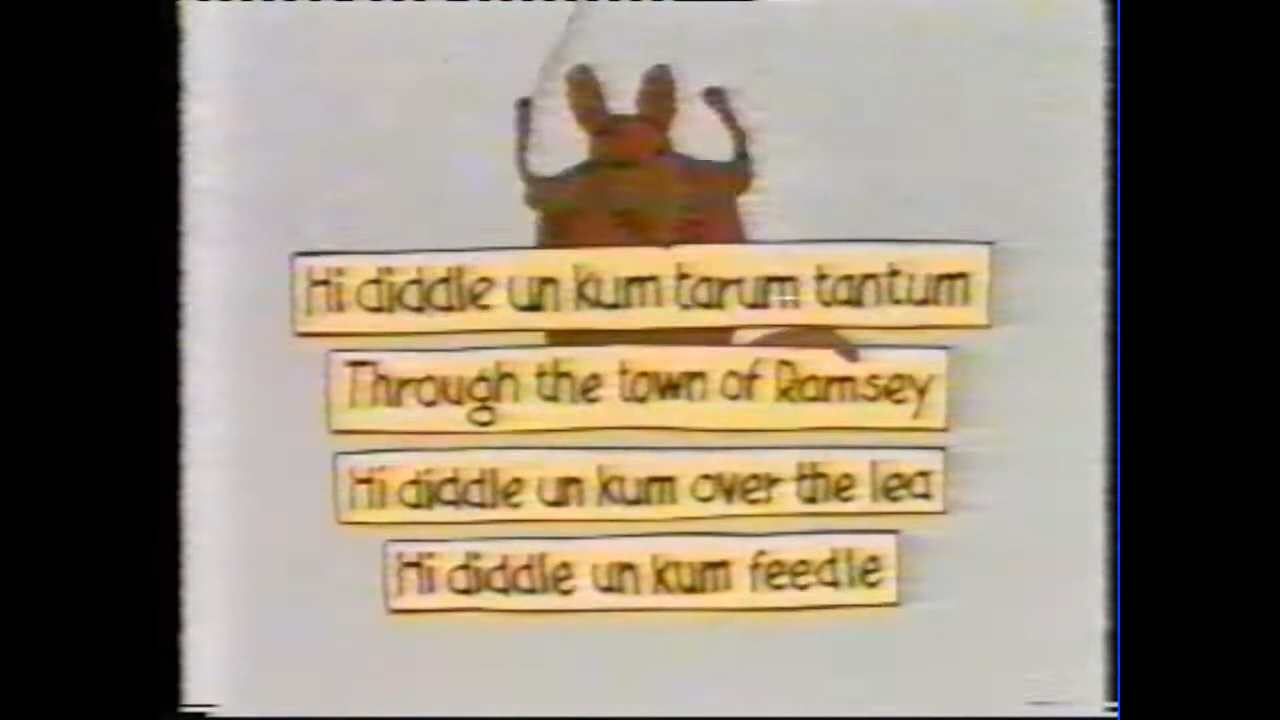 Hi diddle un kum tarum tantum
Through the town of Ramsey
Hi diddle un kum over the lea
Hi diddle un kum feedle